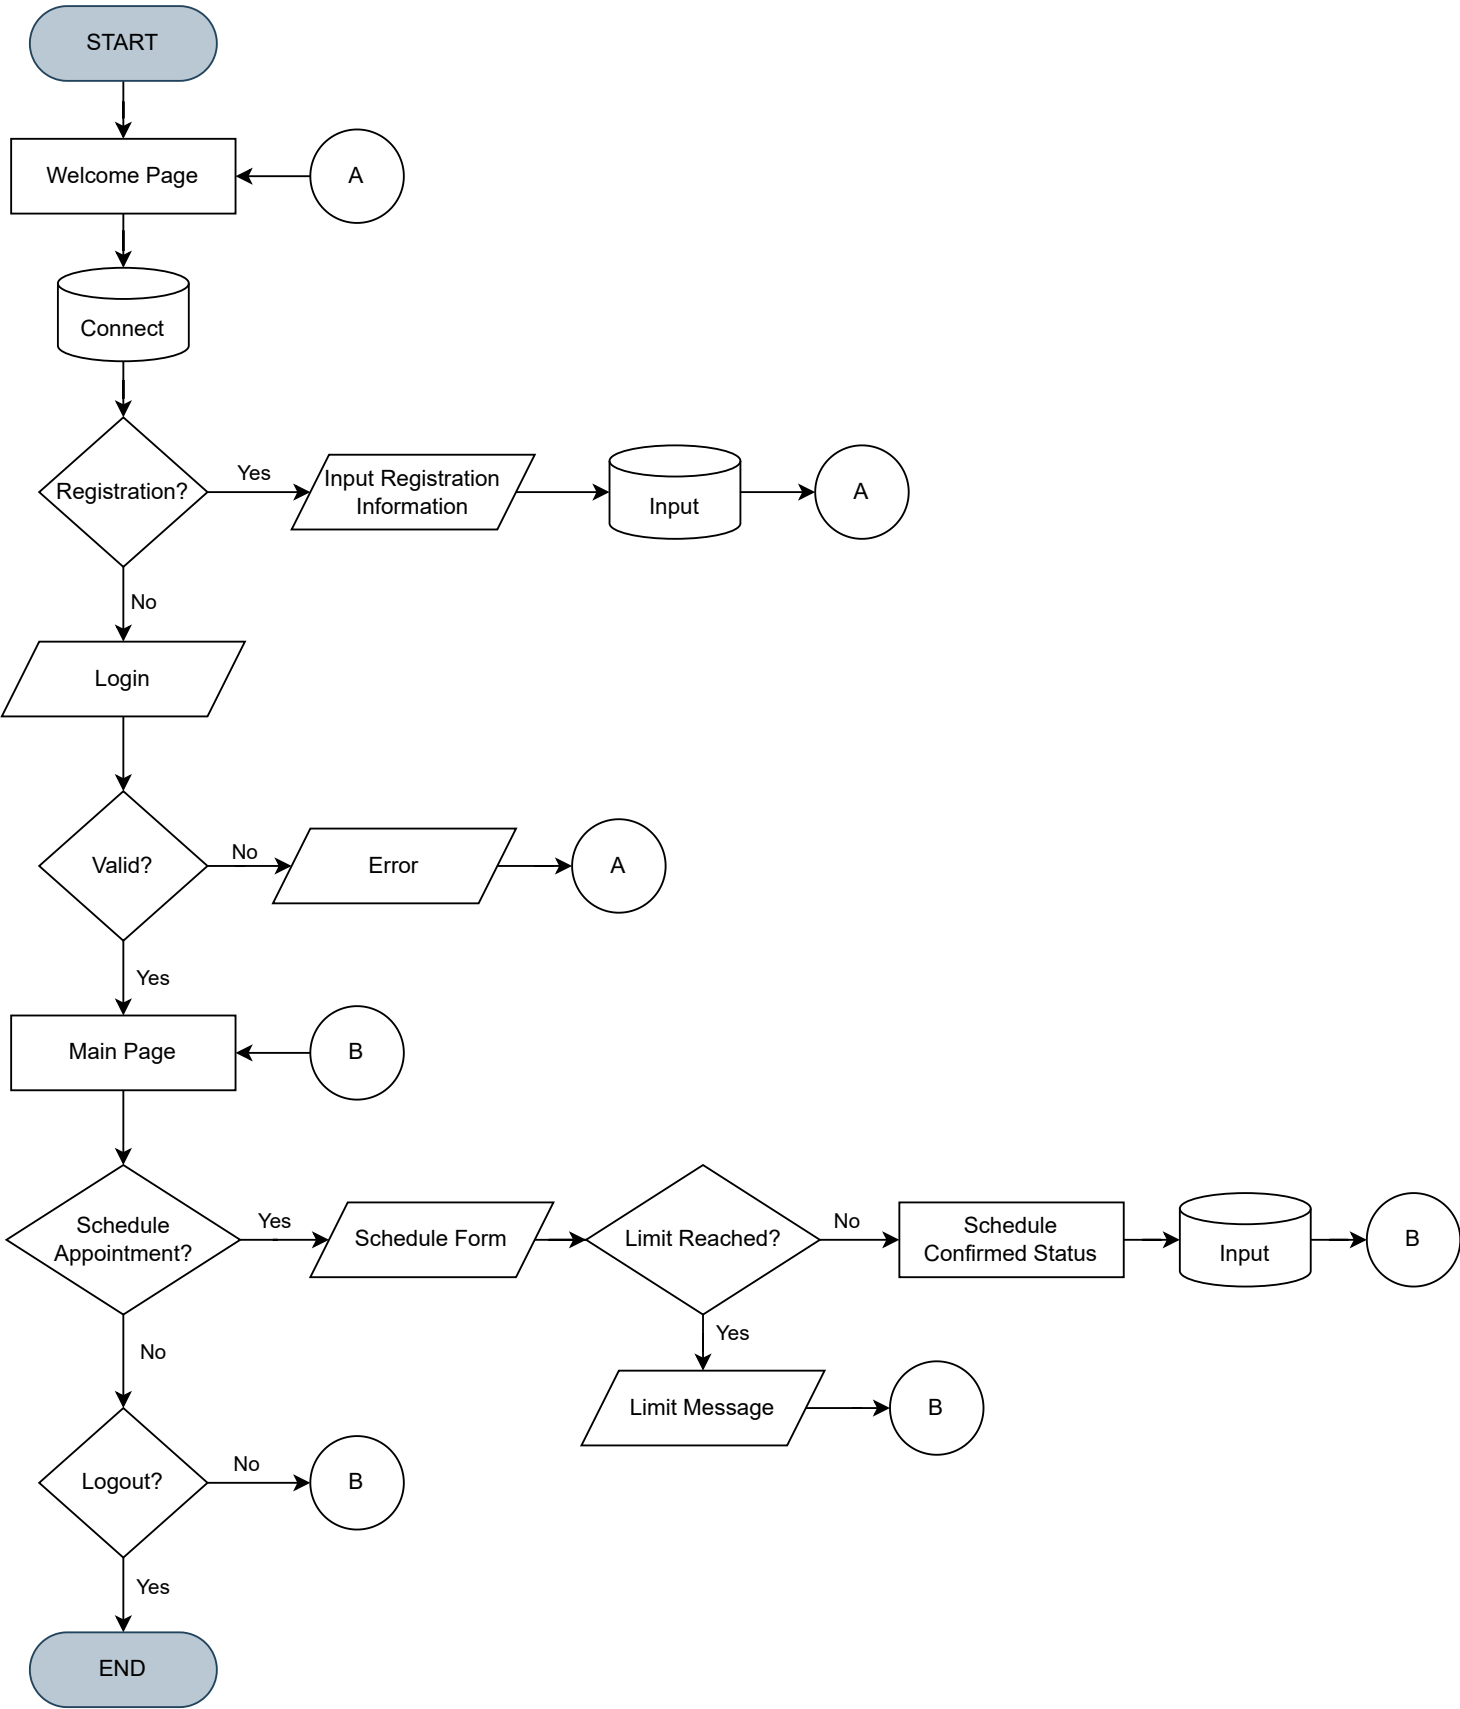 START
Welcome Page
A
Connect
Registration?
Yes
Input Registration
Information
Input
A
No
Login
Valid?
No
Error
A
Yes
Main Page
B
Schedule
Appointment?
Yes
Schedule Form
Limit Reached?
No
Schedule
Confirmed Status
Input
B
Yes
Limit Message
B
No
Logout?
No
B
Yes
END